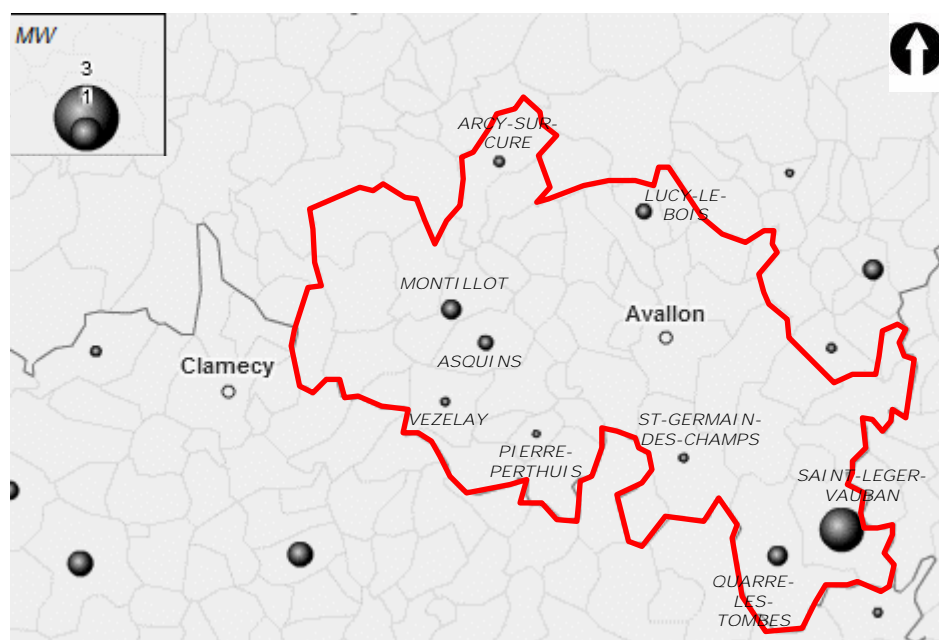 MW
3
1
ARCY-SUR-
CURE
LUCY-LE-
BOIS
MONTILLOT
Avallon
ASQUINS
Clamecy
VEZELAY
ST-GERMAIN-
DES-CHAMPS
PIERRE-
PERTHUIS
SAINT-LEGER-
VAUBAN
QUARRE-
LES-
TOMBES